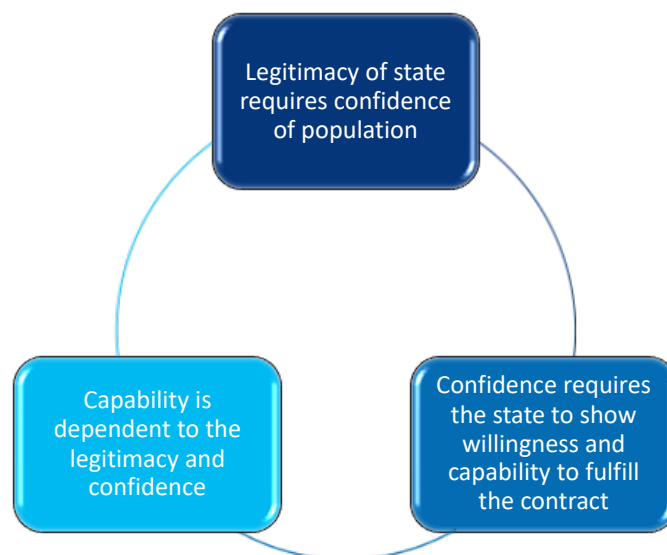 Legitimacy of state
requires confidence
of population
Capability is
dependent to the
legitimacy and
confidence
Confidence requires
the state to show
willingness and
capability to fulfill
the contract